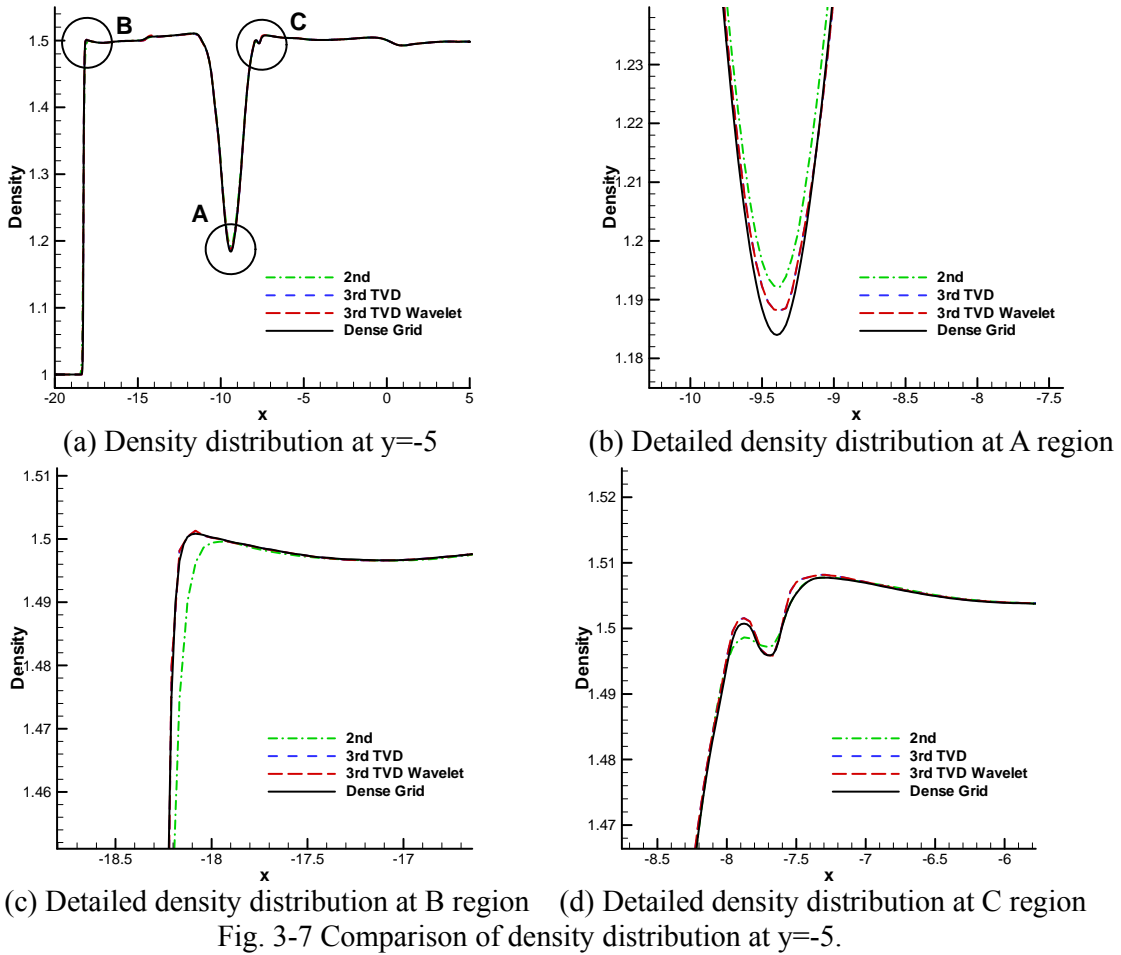 B
C
A
Density
1.5
1.4
1.3
1.2
1.1
1
-20
-15
-10
-5
0
5
x
2nd
3rd TVD
3rd TVD Wavelet
Dense Grid
(a) Density distribution at y=-5
Density
1.23
1.22
1.21
1.2
1.19
1.18
-10
-9.5
-9
-8.5
-8
-7.5
x
2nd
3rd TVD
3rd TVD Wavelet
Dense Grid
(b) Detailed density distribution at A region
Density
1.51
1.5
1.49
1.48
1.47
1.46
-18.5
-18
-17.5
-17
x
2nd
3rd TVD
3rd TVD Wavelet
Dense Grid
(c) Detailed density distribution at B region
Density
1.52
1.51
1.5
1.49
1.48
1.47
-8.5
-8
-7.5
-7
-6.5
-6
x
2nd
3rd TVD
3rd TVD Wavelet
Dense Grid
(d) Detailed density distribution at C region
Fig. 3-7 Comparison of density distribution at y=-5.